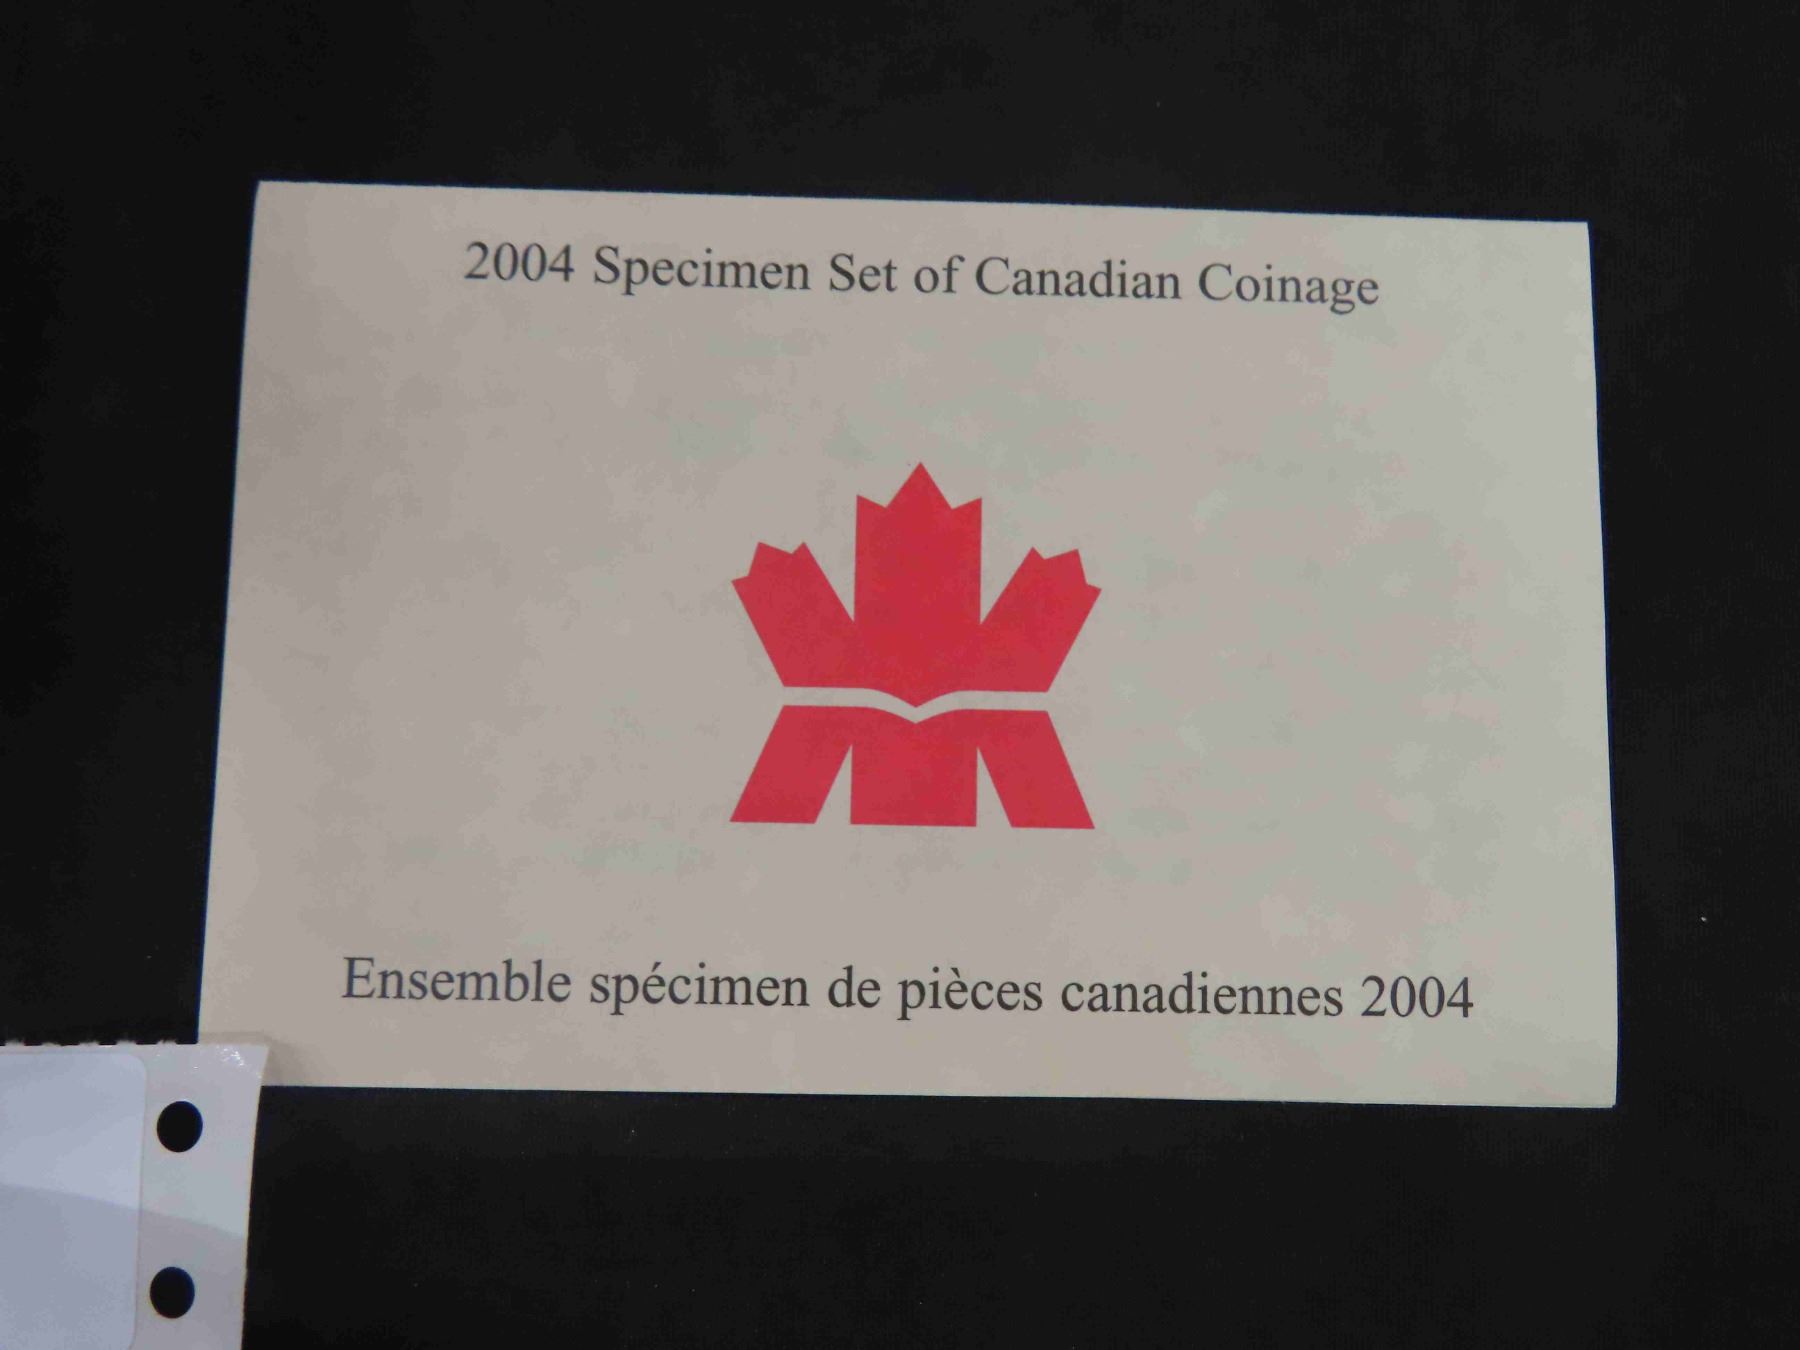 2004 Specimen Set of Canadian Coinage
Ensemble spécimen de pièces canadiennes 2004